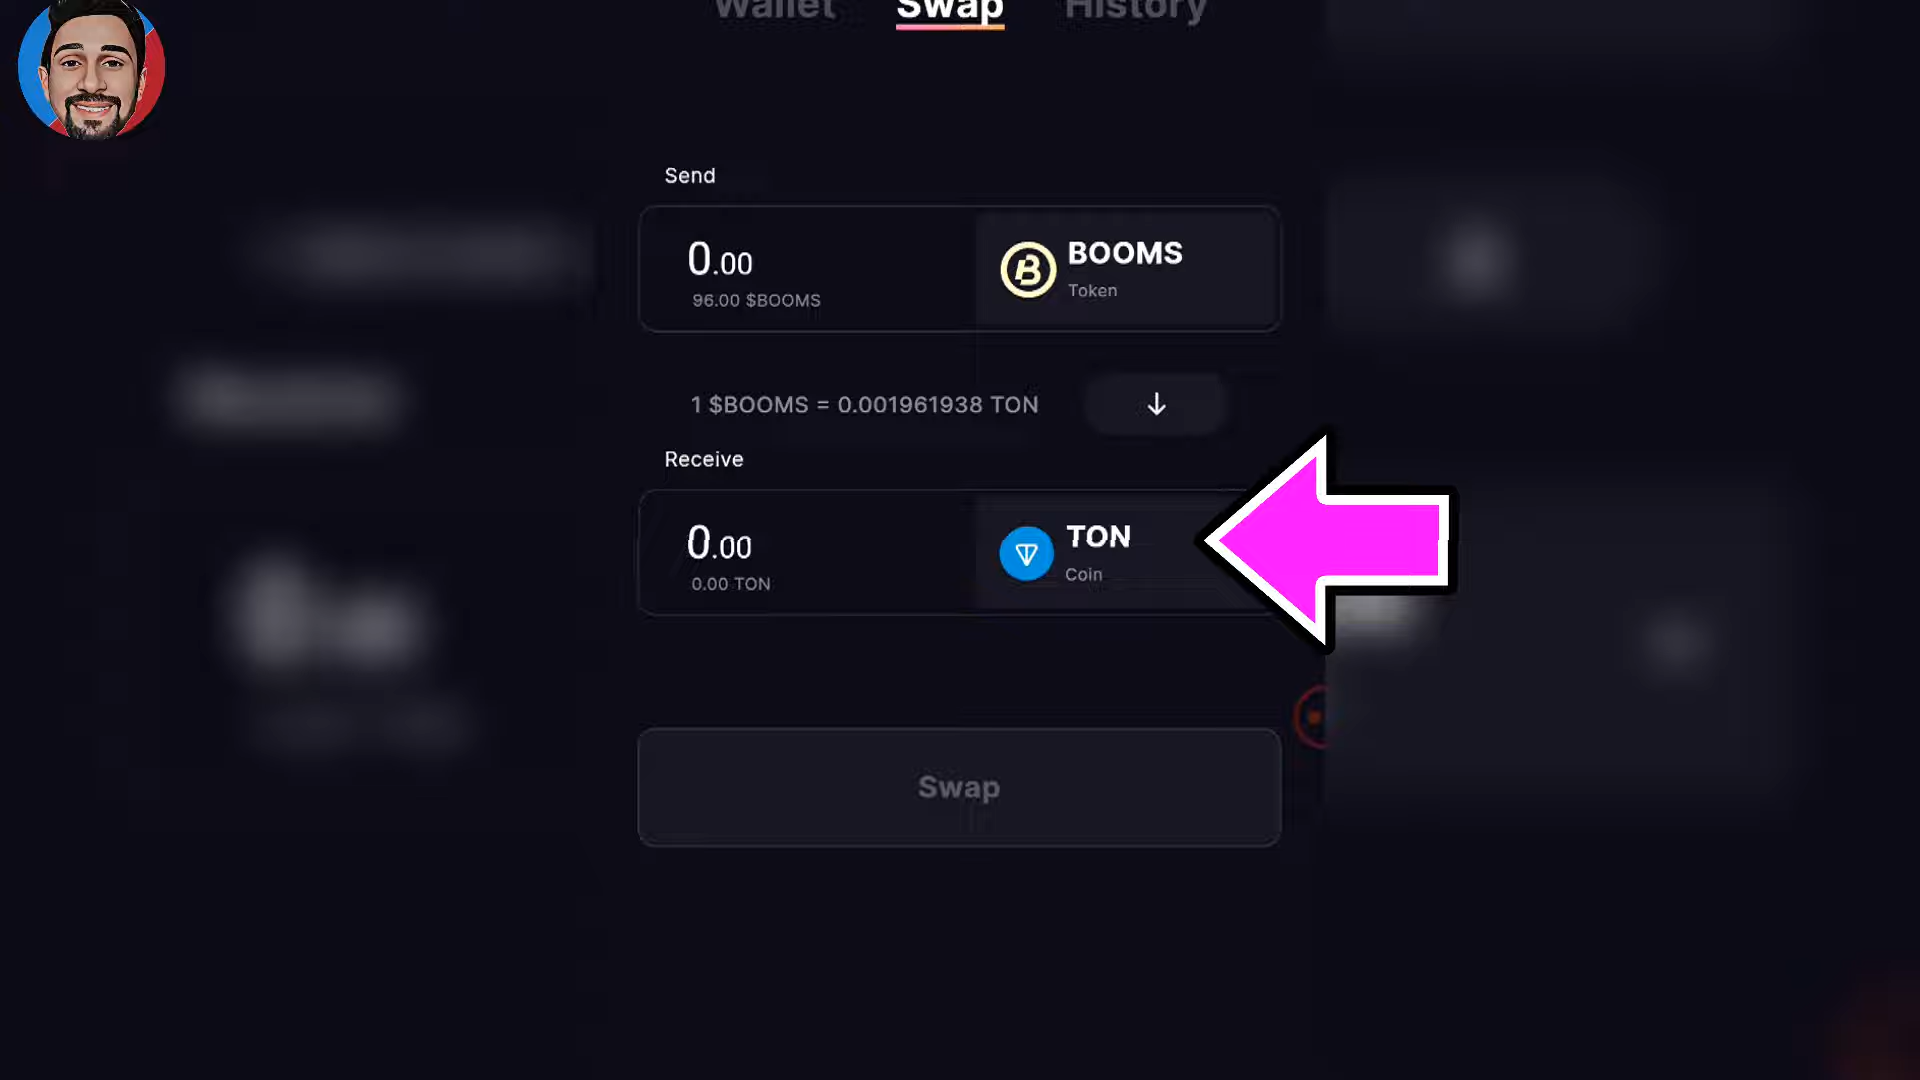 Wallet Swap History
Send
0.00
96.00 $BOOMS
BOOMS
Token
1 $BOOMS = 0.001961938 TON
Receive
0.00
0.00 TON
TON
Coin
Swap